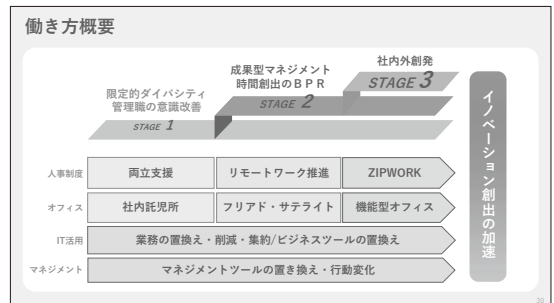 働き方概要
限定的ダイバシティ
管理職の意識改善
STAGE 1
成果型マネジメント
時間創出のＢＰＲ
STAGE 2
社内外創発
STAGE 3
イノベーション創出の加速
人事制度
両立支援
リモートワーク推進
ZIPWORK
オフィス
社内託児所
フリアド・サテライト
機能型オフィス
IT活用
業務の置換え・削減・集約/ビジネスツールの置換え
マネジメント
マネジメントツールの置き換え・行動変化